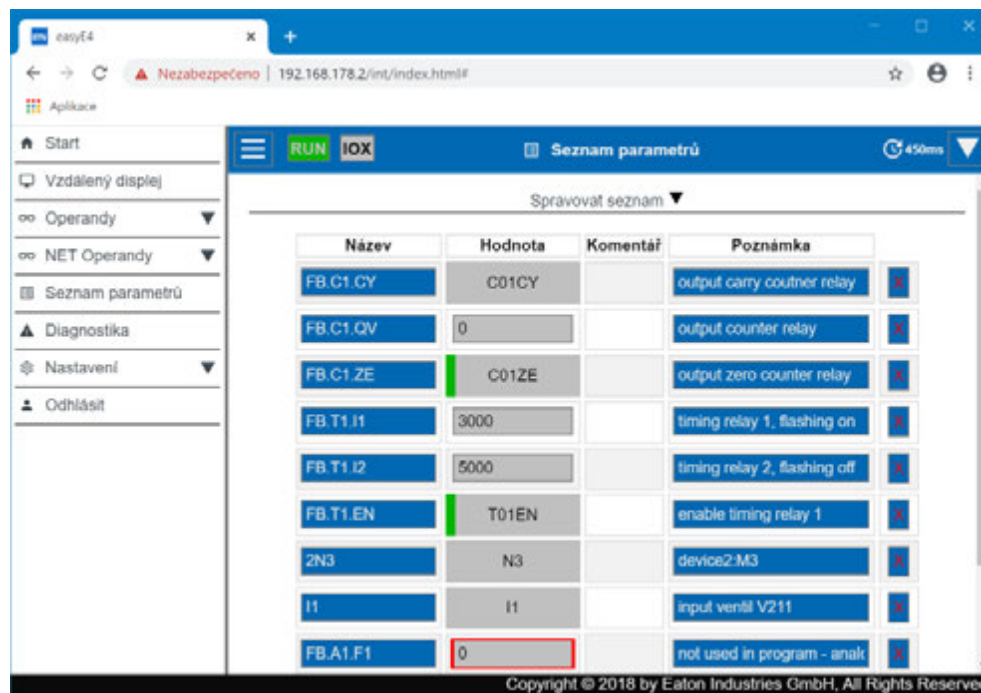 easyE4
Nezabezpečeno | 192.168.178.2/int/index.html#
Aplikace
Start
Vzdálený displej
Operandy
NET Operandy
Seznam parametrů
Diagnostika
Nastavení
Odhlásit
RUN IOX Seznam parametrů 450ms
Spravovat seznam ▼
Název Hodnota Komentář Poznámka
FB.C1.CY C01CY output carry coutner relay X
FB.C1.QV 0 output counter relay X
FB.C1.ZE C01ZE output zero counter relay X
FB.T1.I1 3000 timing relay 1, flashing on X
FB.T1.I2 5000 timing relay 2, flashing off X
FB.T1.EN T01EN enable timing relay 1 X
2N3 N3 device2:M3 X
I1 I1 input ventil V211 X
FB.A1.F1 0 not used in program - analo X
Copyright © 2018 by Eaton Industries GmbH, All Rights Reserve